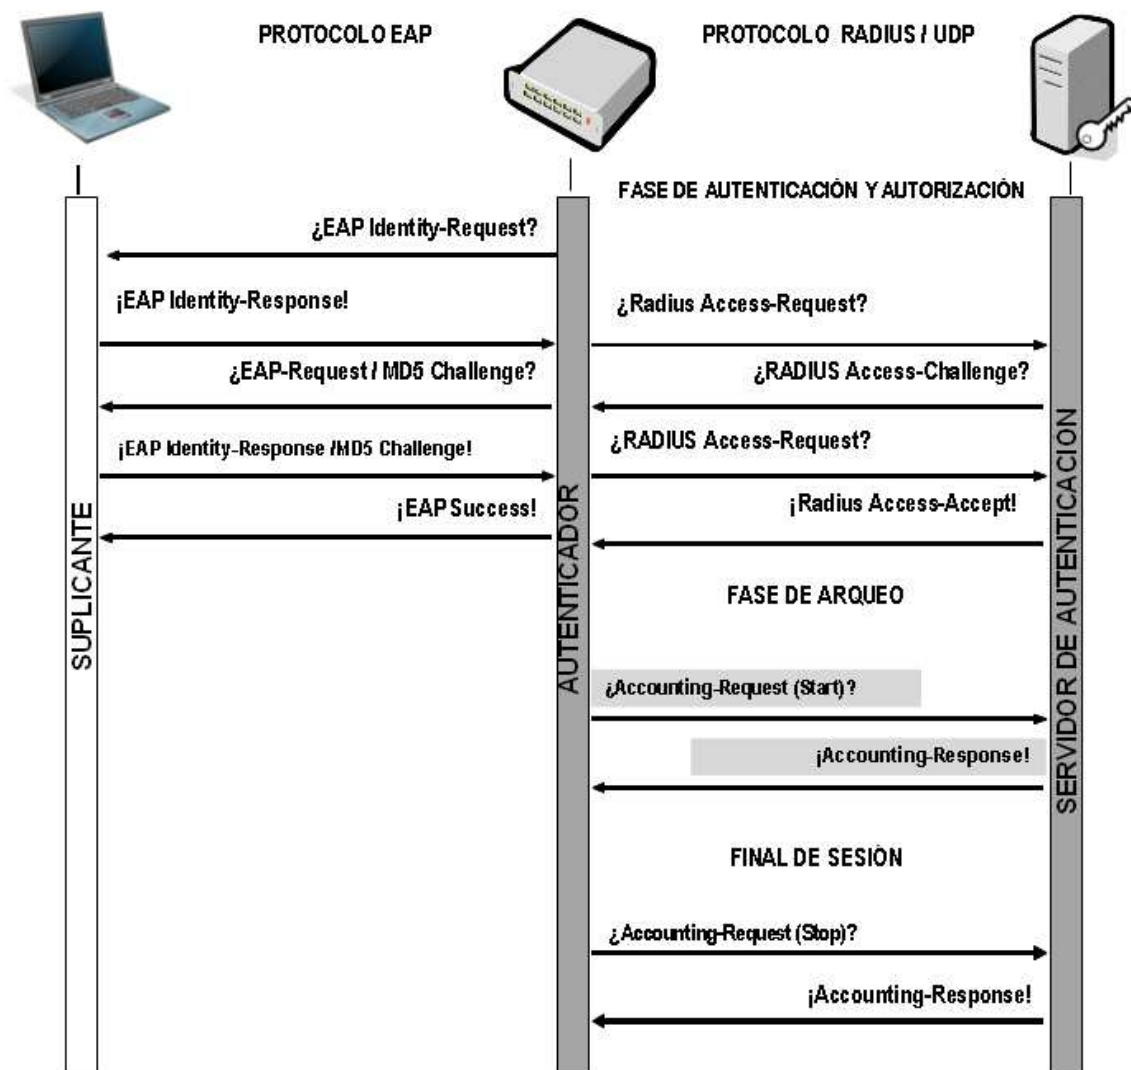 PROTOCOLO EAP
PROTOCOLO RADIUS / UDP
FASE DE AUTENTICACIÓN Y AUTORIZACIÓN
¿EAP Identity-Request?
¡EAP Identity-Response!
¿Radius Access-Request?
¿EAP-Request / MD5 Challenge?
¿RADIUS Access-Challenge?
¡EAP Identity-Response /MD5 Challenge!
¿RADIUS Access-Request?
¡EAP Success!
¡Radius Access-Accept!
SUPLICANTE
AUTENTICADOR
SERVIDOR DE AUTENTICACION
FASE DE ARQUEO
¿Accounting-Request (Start)?
¡Accounting-Response!
FINAL DE SESIÓN
¿Accounting-Request (Stop)?
¡Accounting-Response!